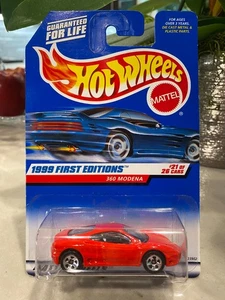 GUARANTEED
FOR LIFE
FOR AGES
OVER 3 YEARS.
DIE CAST METAL &
PLASTIC PARTS.
Hot Wheels
MATTEL
1999 FIRST EDITIONS™
360 MODENA
#21 of
26 CARS